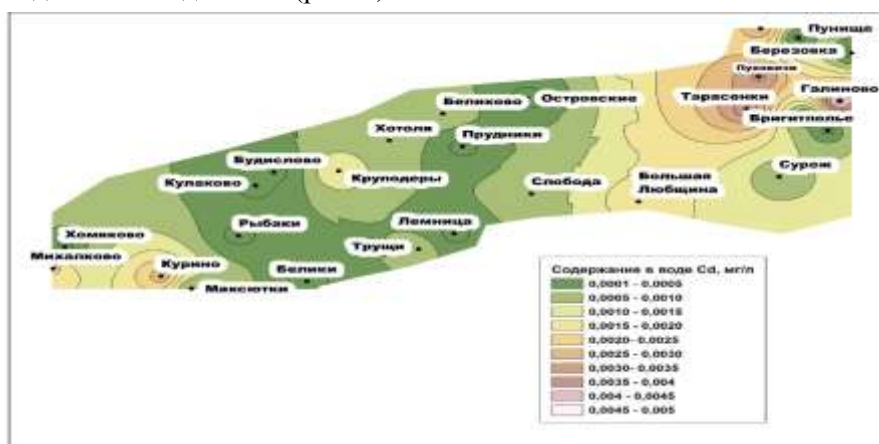 Пунище
Березовка
Пуховичи
Галиново
Тарасенки
Бригитполье
Островские
Беликово
Хотоля
Прудники
Будислово
Круподеры
Кулаково
Сурож
Слобода
Большая
Любщина
Лемница
Рыбаки
Хомяково
Трущи
Михалково
Курино
Белики
Максютки
Содержание в воде Cd, мг/л
0,0001 - 0,0005
0,0005 - 0,0010
0,0010 - 0,0015
0,0015 - 0,0020
0,0020- 0,0025
0,0025 - 0,0030
0,0030- 0,0035
0,0035 - 0,004
0,004 - 0,0045
0,0045 - 0,005